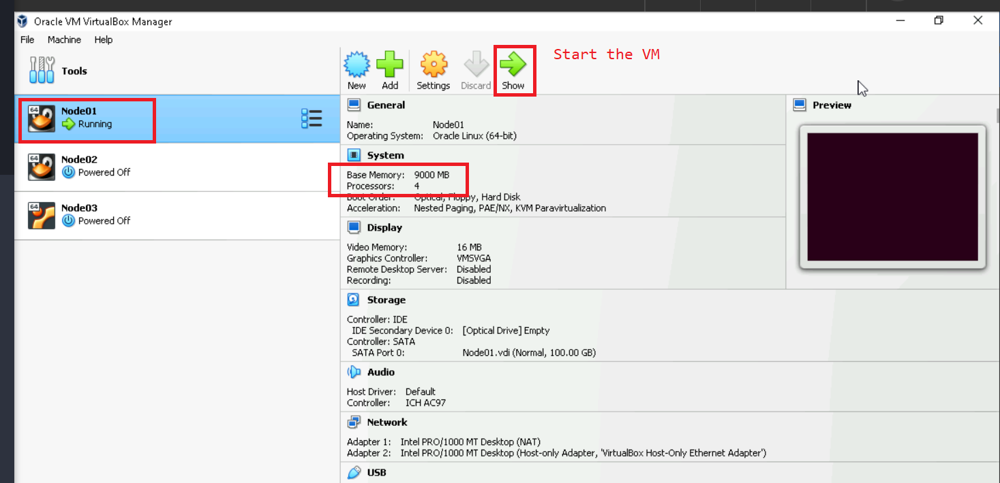 Oracle VM VirtualBox Manager
File Machine Help
Tools
New Add Settings Discard Show
Start the VM
64 Node01
Running
64 Node02
Powered Off
64 Node03
Powered Off
General
Name: Node01
Operating System: Oracle Linux (64-bit)
System
Base Memory: 9000 MB
Processors: 4
Boot Order: Optical, Floppy, Hard Disk
Acceleration: Nested Paging, PAE/NX, KVM Paravirtualization
Display
Video Memory: 16 MB
Graphics Controller: VMSVGA
Remote Desktop Server: Disabled
Recording: Disabled
Storage
Controller: IDE
IDE Secondary Device 0: [Optical Drive] Empty
Controller: SATA
SATA Port 0: Node01.vdi (Normal, 100.00 GB)
Audio
Host Driver: Default
Controller: ICH AC97
Network
Adapter 1: Intel PRO/1000 MT Desktop (NAT)
Adapter 2: Intel PRO/1000 MT Desktop (Host-only Adapter, 'VirtualBox Host-Only Ethernet Adapter')
USB
Preview